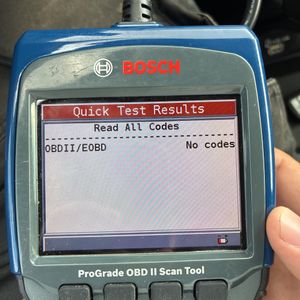 BOSCH
Quick Test Results
Read All Codes
OBDII/EOBD No codes
ProGrade OBD II Scan Tool